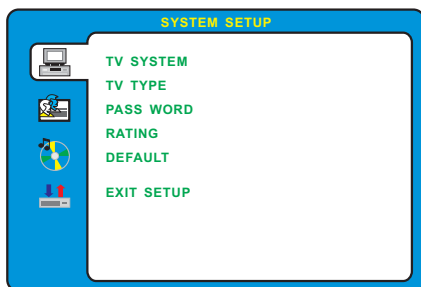 SYSTEM SETUP
TV SYSTEM
TV TYPE
PASS WORD
RATING
DEFAULT
EXIT SETUP